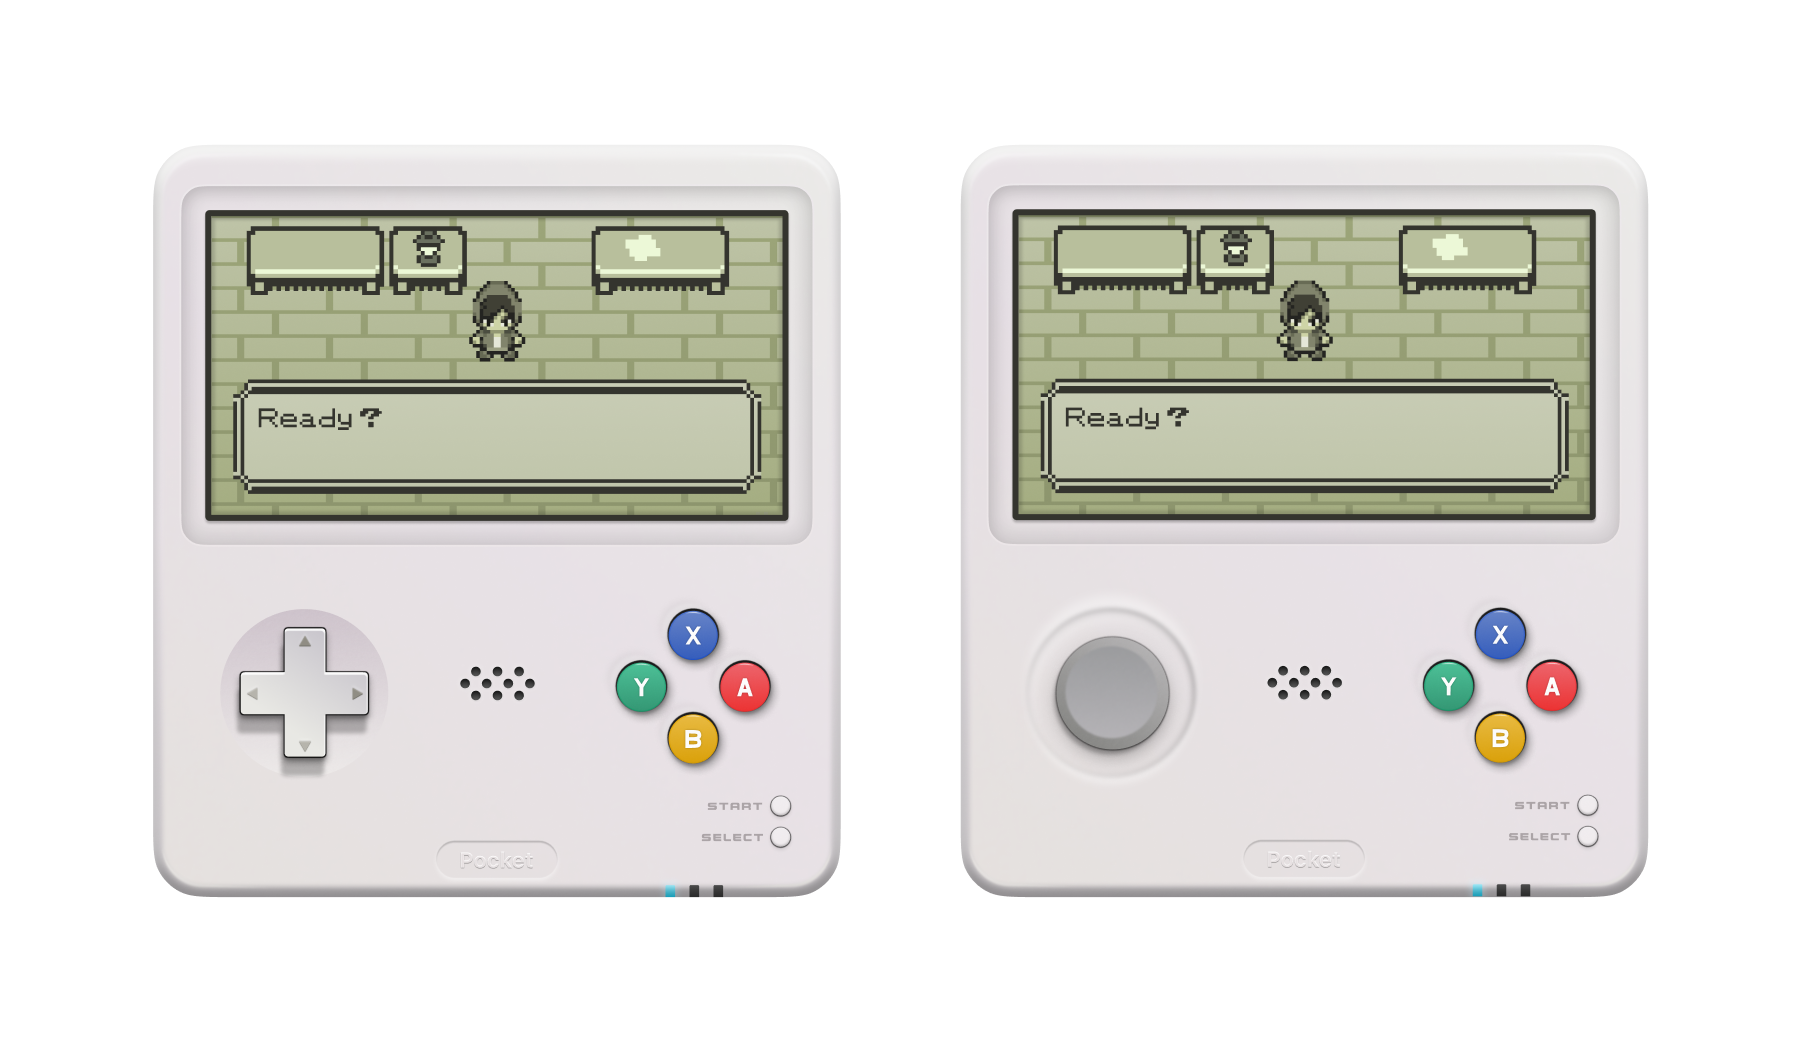 Ready?
X
Y
A
B
START
SELECT
Pocket
Ready?
X
Y
A
B
START
SELECT
Pocket